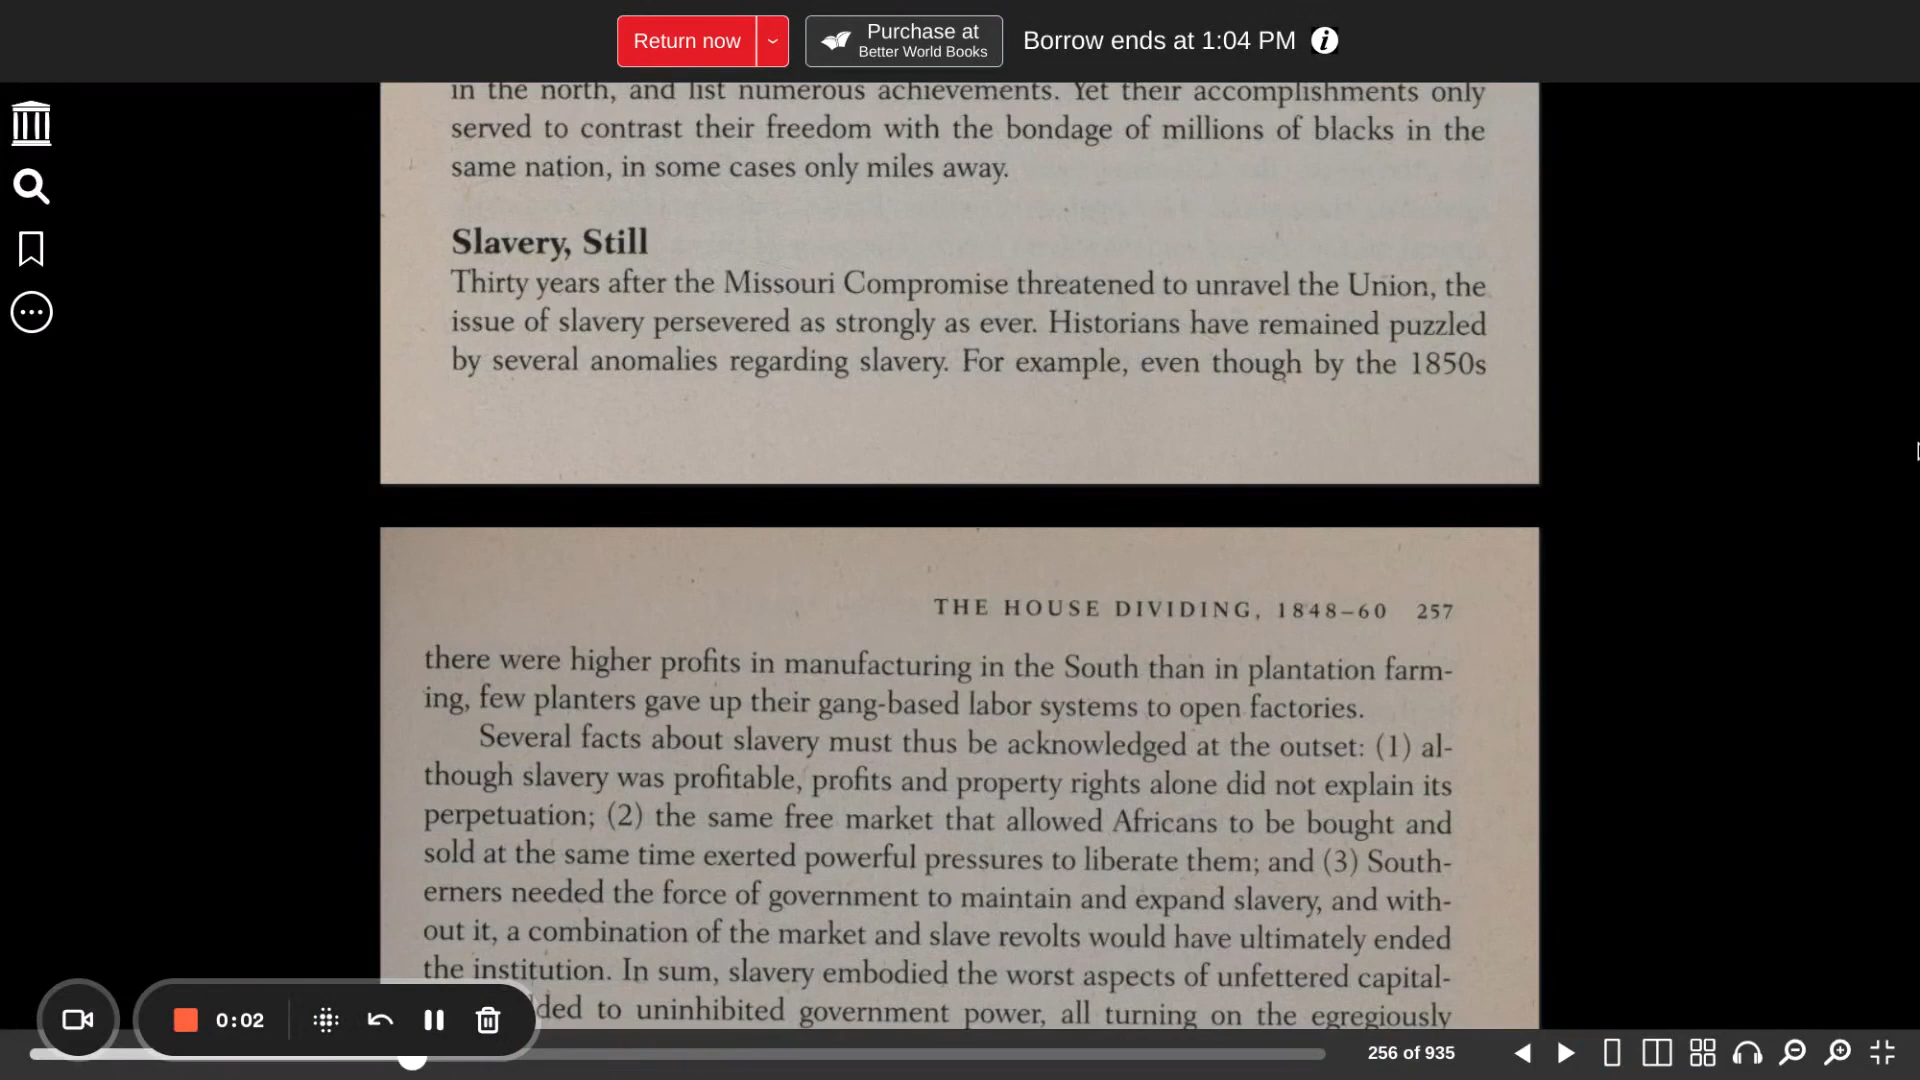 Return now
Purchase at
Better World Books
Borrow ends at 1:04 PM
in the north, and list numerous achievements. Yet their accomplishments only
served to contrast their freedom with the bondage of millions of blacks in the
same nation, in some cases only miles away.
Slavery, Still
Thirty years after the Missouri Compromise threatened to unravel the Union, the
issue of slavery persevered as strongly as ever. Historians have remained puzzled
by several anomalies regarding slavery. For example, even though by the 1850s
THE HOUSE DIVIDING, 1848–60 257
there were higher profits in manufacturing in the South than in plantation farm-
ing, few planters gave up their gang-based labor systems to open factories.
Several facts about slavery must thus be acknowledged at the outset: (1) al-
though slavery was profitable, profits and property rights alone did not explain its
perpetuation; (2) the same free market that allowed Africans to be bought and
sold at the same time exerted powerful pressures to liberate them; and (3) South-
erners needed the force of government to maintain and expand slavery, and with-
out it, a combination of the market and slave revolts would have ultimately ended
the institution. In sum, slavery embodied the worst aspects of unfettered capital-
to uninhibited government power, all turning on the egregiously
0:02
256 of 935